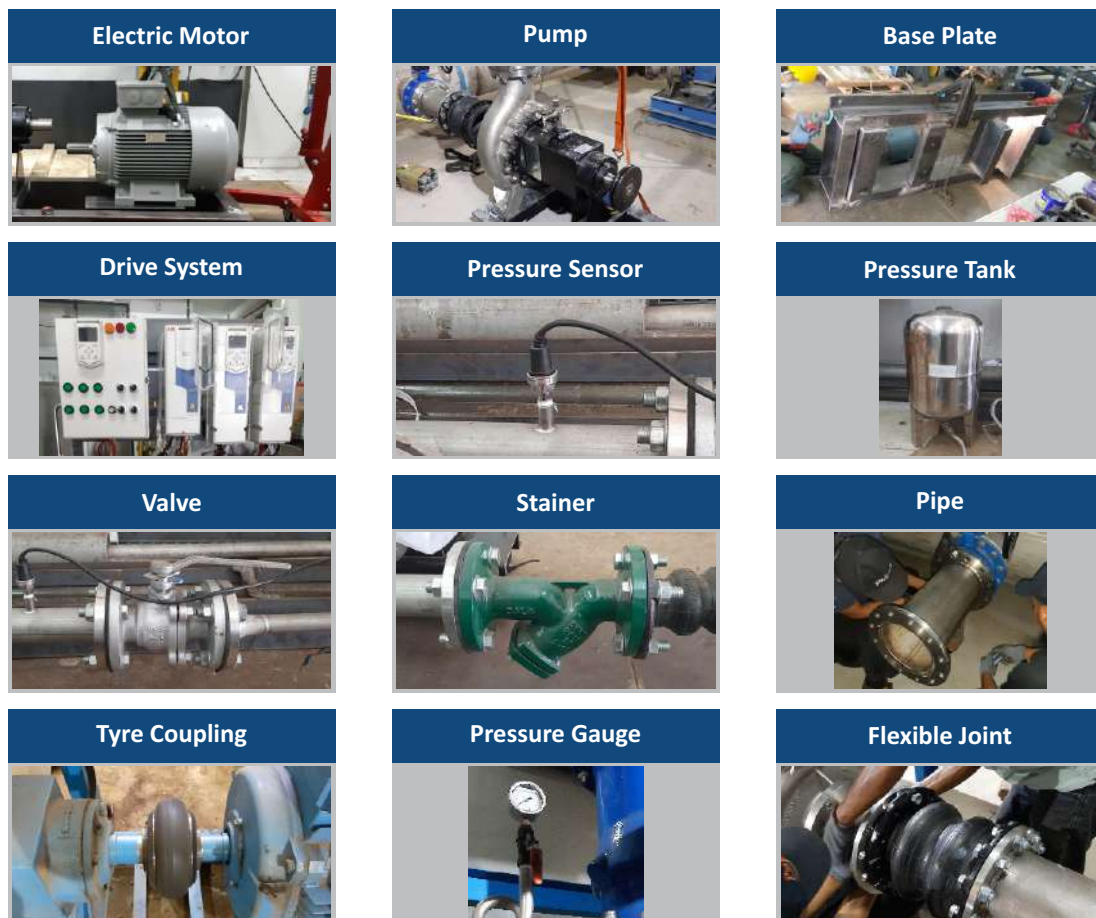 Electric Motor
Pump
Base Plate
Drive System
Pressure Sensor
Pressure Tank
Valve
Stainer
Pipe
Tyre Coupling
Pressure Gauge
Flexible Joint